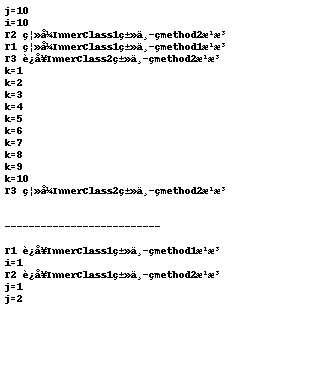 j=10
i=10
r2 ç¦»å¼InnerClass1ç±»ä¸­çmethod2æ¹æ³
r1 ç¦»å¼InnerClass1ç±»ä¸­çmethod1æ¹æ³
r3 è¿å¥InnerClass2ç±»ä¸­çmethod2æ¹æ³
k=1
k=2
k=3
k=4
k=5
k=6
k=7
k=8
k=9
k=10
r3 ç¦»å¼InnerClass2ç±»ä¸­çmethod2æ¹æ³
--------------------------
r1 è¿å¥InnerClass1ç±»ä¸­çmethod1æ¹æ³
i=1
r2 è¿å¥InnerClass1ç±»ä¸­çmethod2æ¹æ³
j=1
j=2